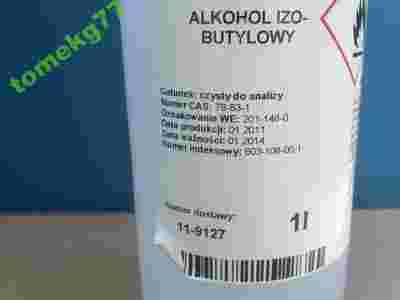 tomekg77
ALKOHOL IZO-
BUTYLOWY
Gatunek: czysty do analizy
Numer CAS: 78-83-1
Oznakowanie WE: 201-148-0
Data produkcji: 01.2011
Data ważności: 01.2014
Numer indeksowy: 603-108-00-1
Numer dostawy:
11-9127
1l